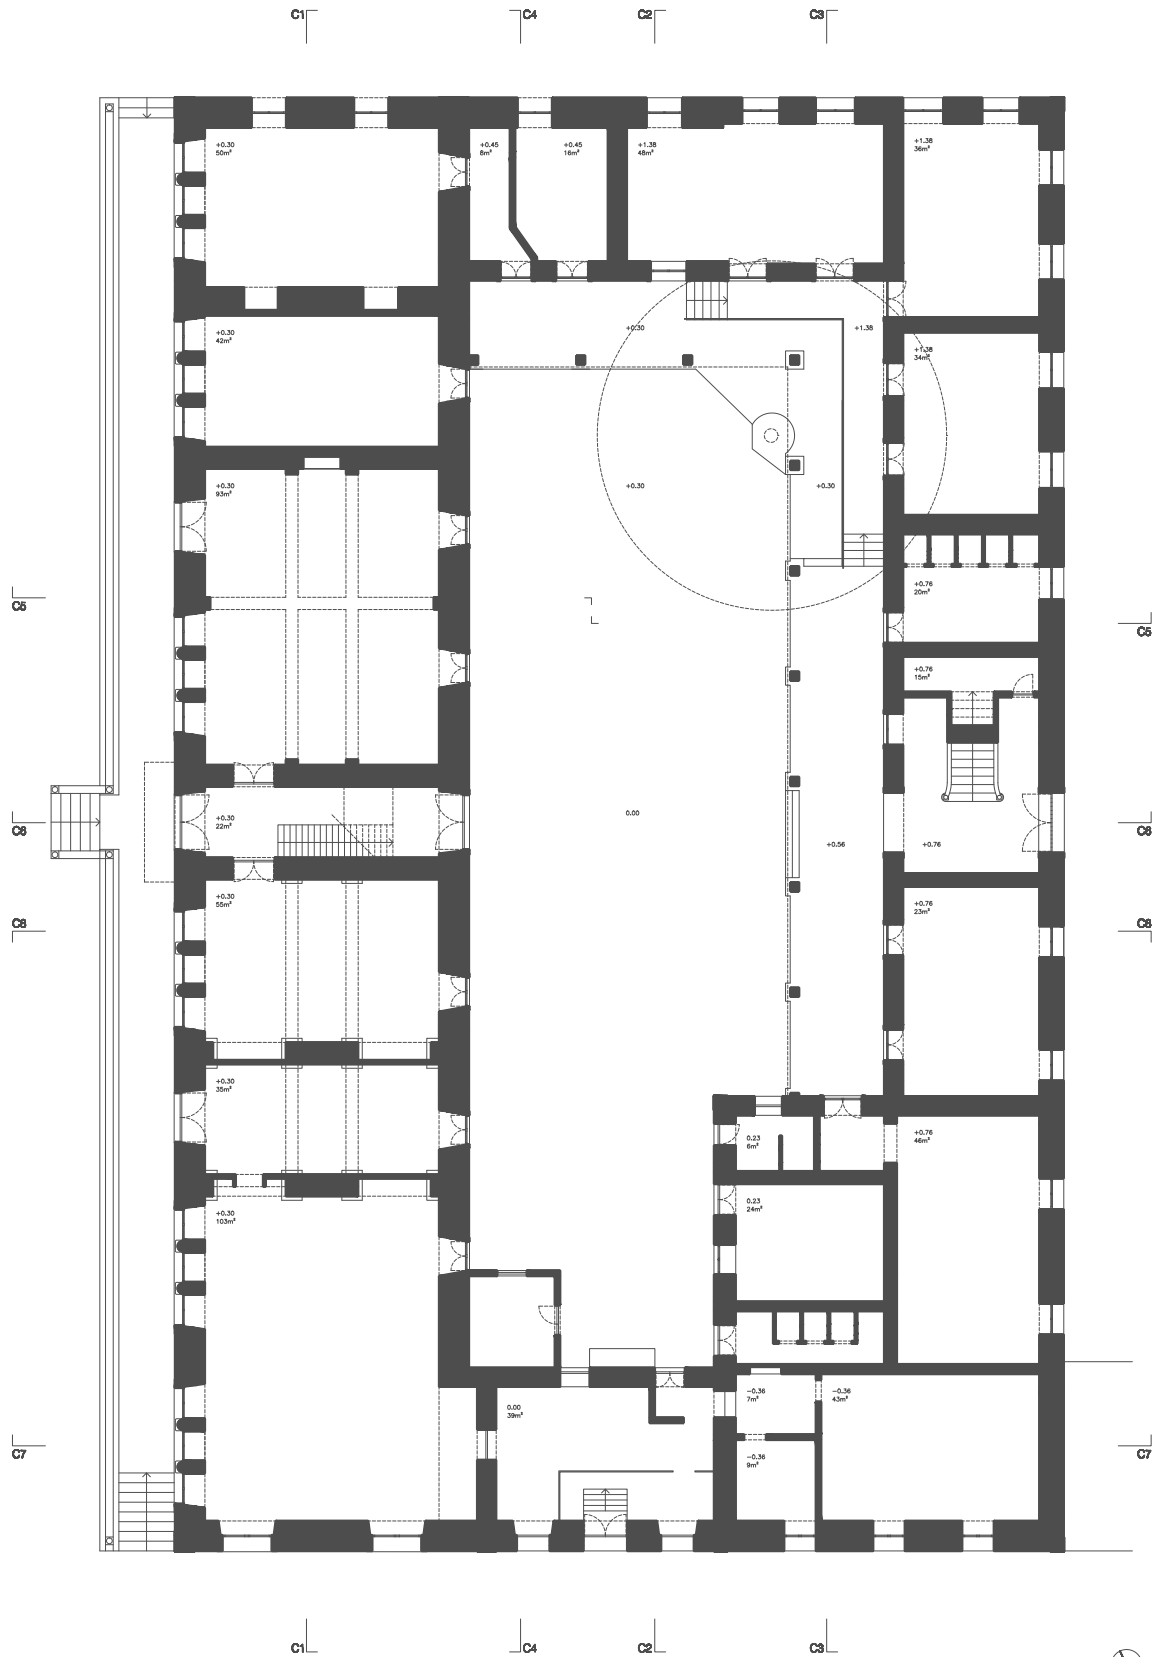 C1 C4 C2 C3
+0.30
50m²
+0.45
8m²
+0.45
16m²
+1.38
48m²
+1.38
36m²
+0.30
42m²
+0.30
+1.38
+1.38
34m²
+0.30
93m²
+0.30
+0.30
C5
C5
+0.76
20m²
+0.76
15m²
+0.30
22m²
0.00
C6
C6
+0.56
+0.76
+0.30
55m²
+0.76
23m²
C8
C8
+0.30
35m²
0.23
6m²
+0.76
46m²
+0.30
103m²
0.23
24m²
0.00
39m²
-0.36
7m²
-0.36
43m²
C7
C7
-0.36
9m²
C1 C4 C2 C3